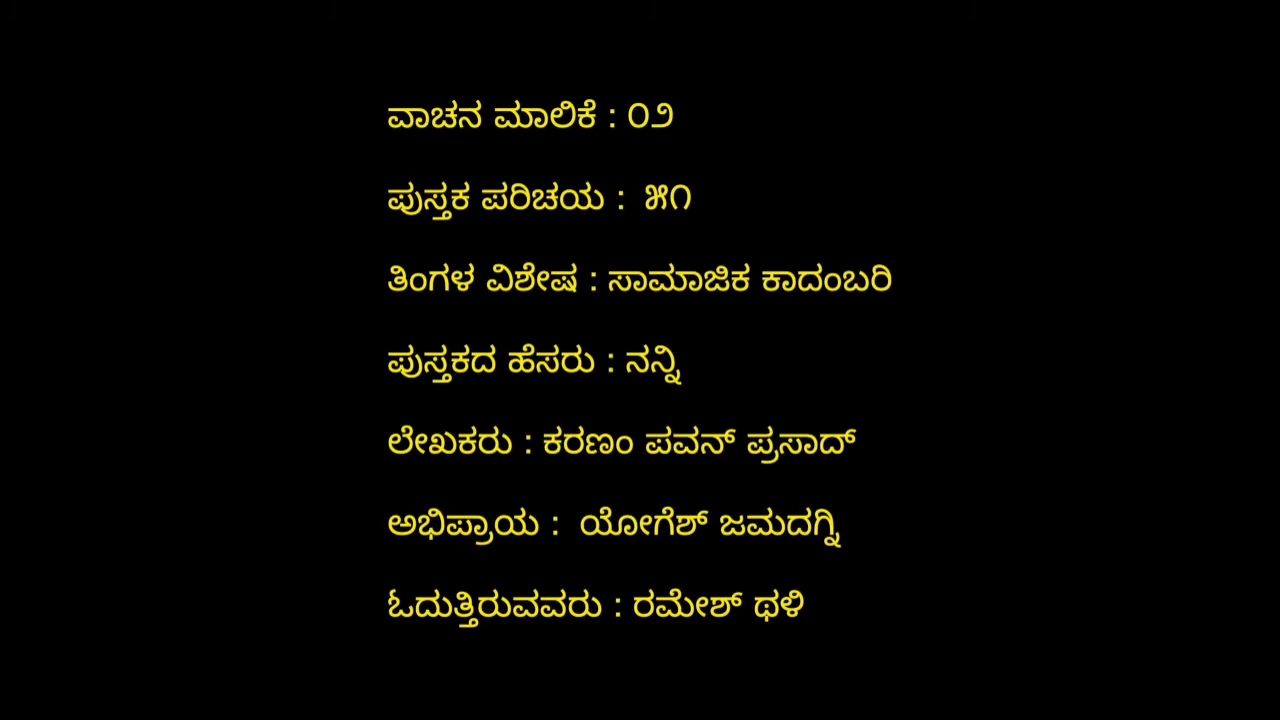 ವಾಚನ ಮಾಲಿಕೆ : ೦೨
ಪುಸ್ತಕ ಪರಿಚಯ : ೫೧
ತಿಂಗಳ ವಿಶೇಷ : ಸಾಮಾಜಿಕ ಕಾದಂಬರಿ
ಪುಸ್ತಕದ ಹೆಸರು : ನನ್ನಿ
ಲೇಖಕರು : ಕರಣಂ ಪವನ್ ಪ್ರಸಾದ್
ಅಭಿಪ್ರಾಯ : ಯೋಗೆಶ್ ಜಮದಗ್ನಿ
ಓದುತ್ತಿರುವವರು : ರಮೇಶ್ ಥಳಿ